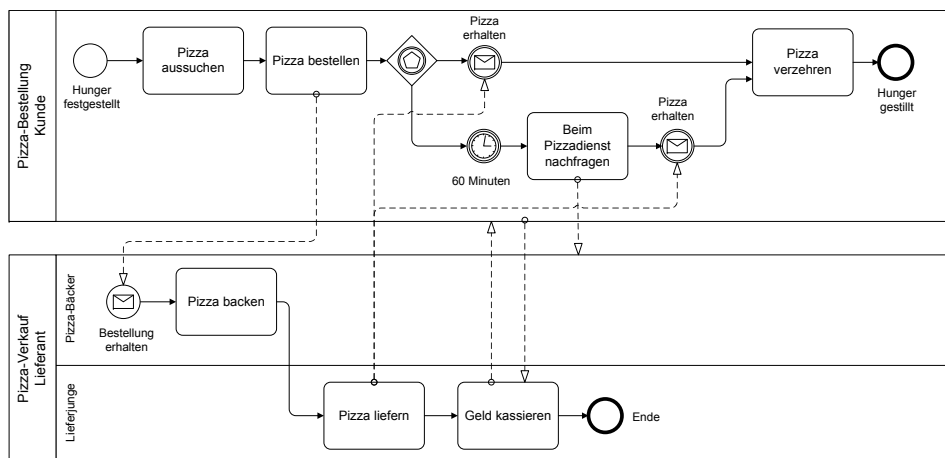 Pizza-Bestellung
Kunde
Hunger
festgestellt
Pizza
aussuchen
Pizza bestellen
Pizza
erhalten
60 Minuten
Beim
Pizzadienst
nachfragen
Pizza
erhalten
Pizza
verzehren
Hunger
gestillt
Pizza-Verkauf
Lieferant
Pizza-Bäcker
Bestellung
erhalten
Pizza backen
Lieferjunge
Pizza liefern
Geld kassieren
Ende